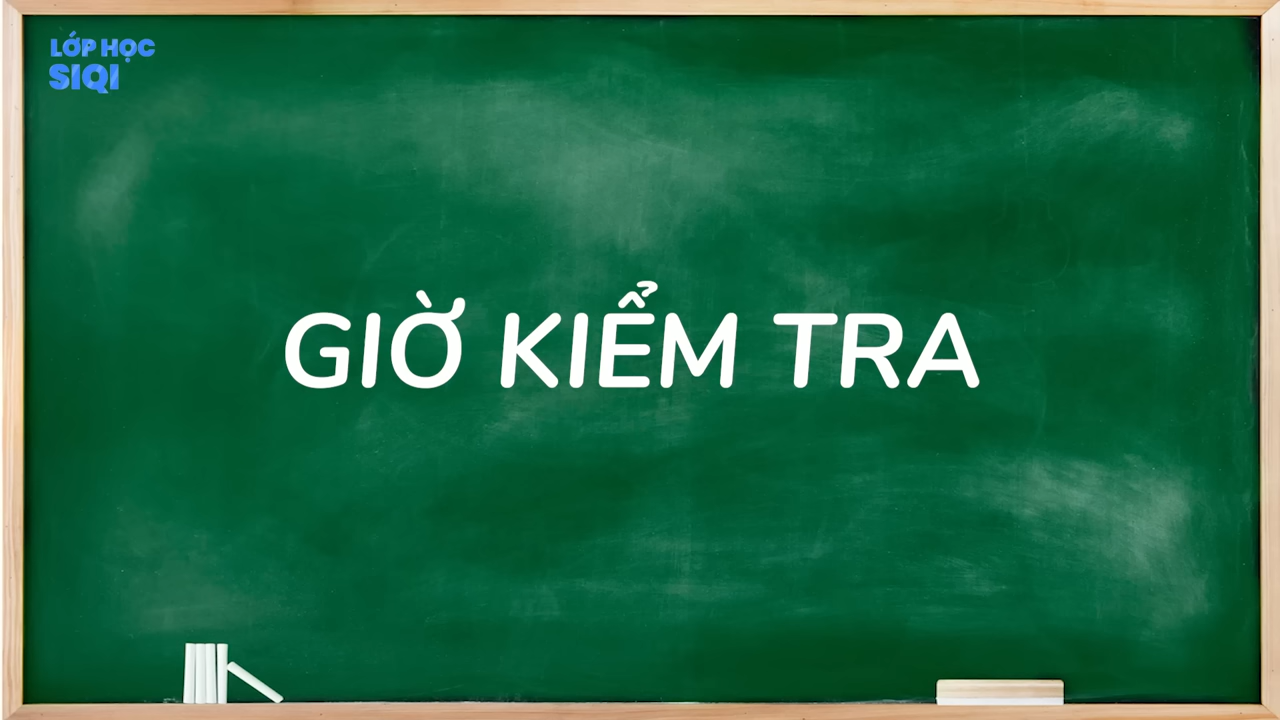 LỚP HỌC
SIQI
GIỜ KIỂM TRA